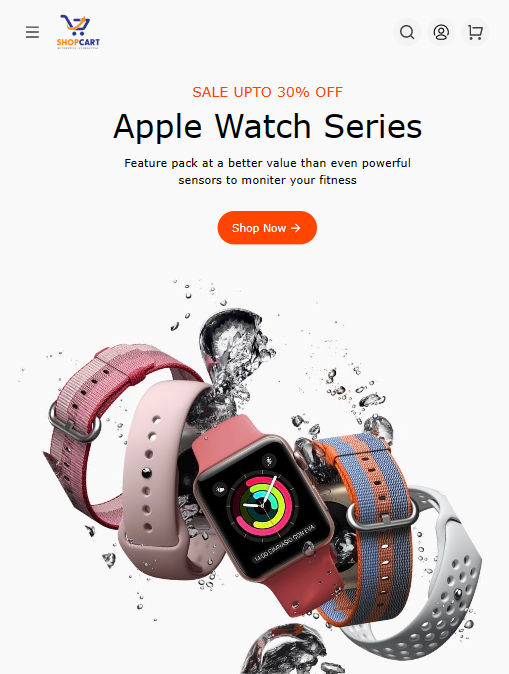 SHOPCART
SALE UPTO 30% OFF
Apple Watch Series
Feature pack at a better value than even powerful
sensors to moniter your fitness
Shop Now →